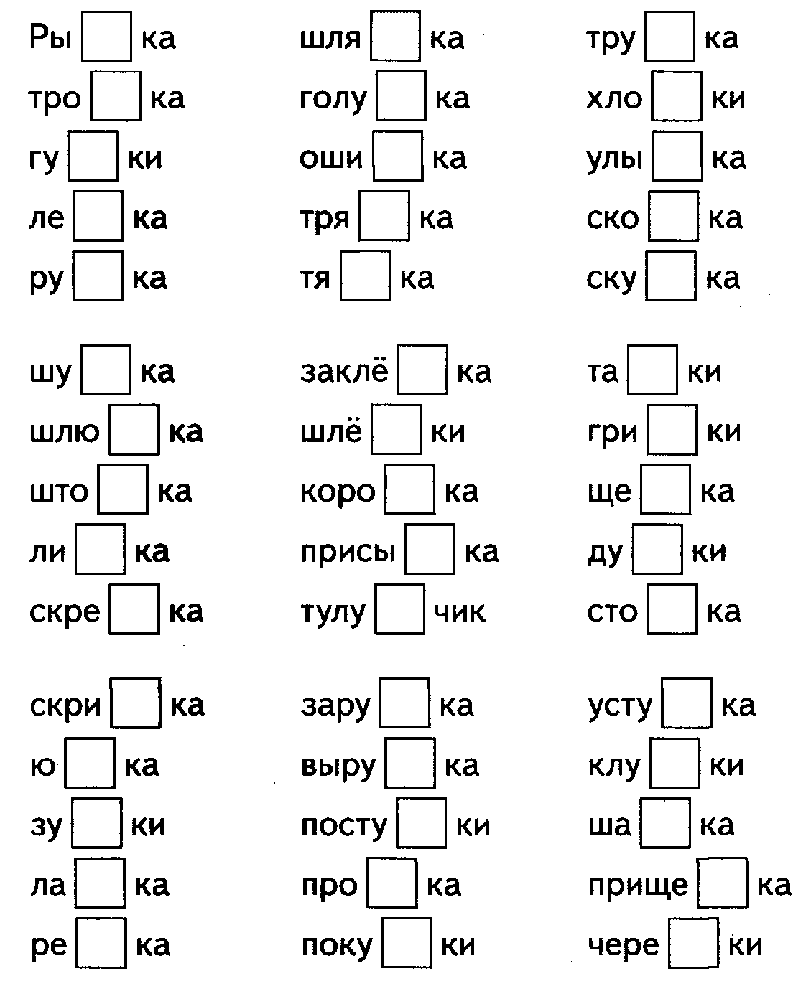 Ры ка шля ка тру ка
тро ка голу ка хло ки
гу ки оши ка улы ка
ле ка тря ка ско ка
ру ка тя ка ску ка
шу ка заклё ка та ки
шлю ка шлё ки гри ки
што ка коро ка ще ка
ли ка присы ка ду ки
скре ка тулу чик сто ка
скри ка зару ка усту ка
ю ка выру ка клу ки
зу ки посту ки ша ка
ла ка про ка прище ка
ре ка поку ки чере ки